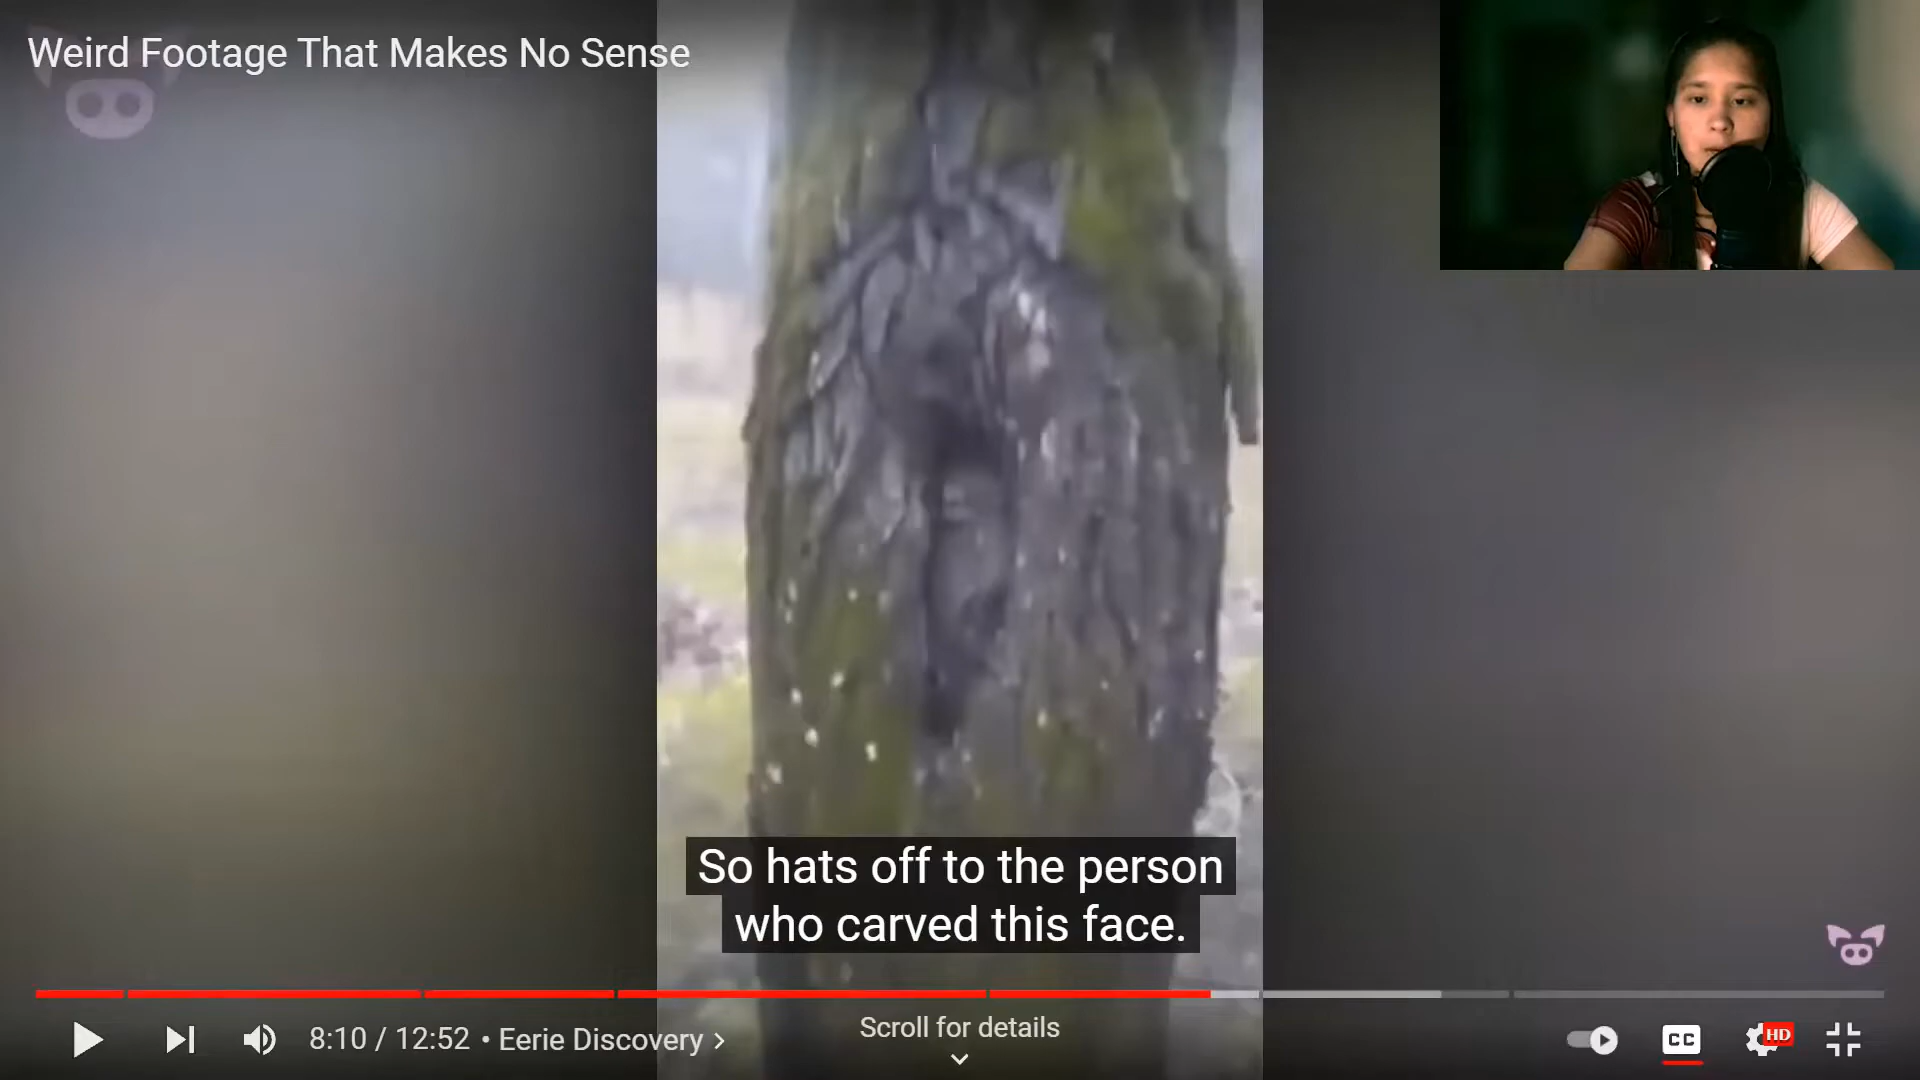 Weird Footage That Makes No Sense
So hats off to the person
who carved this face.
Scroll for details
8:10 / 12:52 • Eerie Discovery >
CC
HD